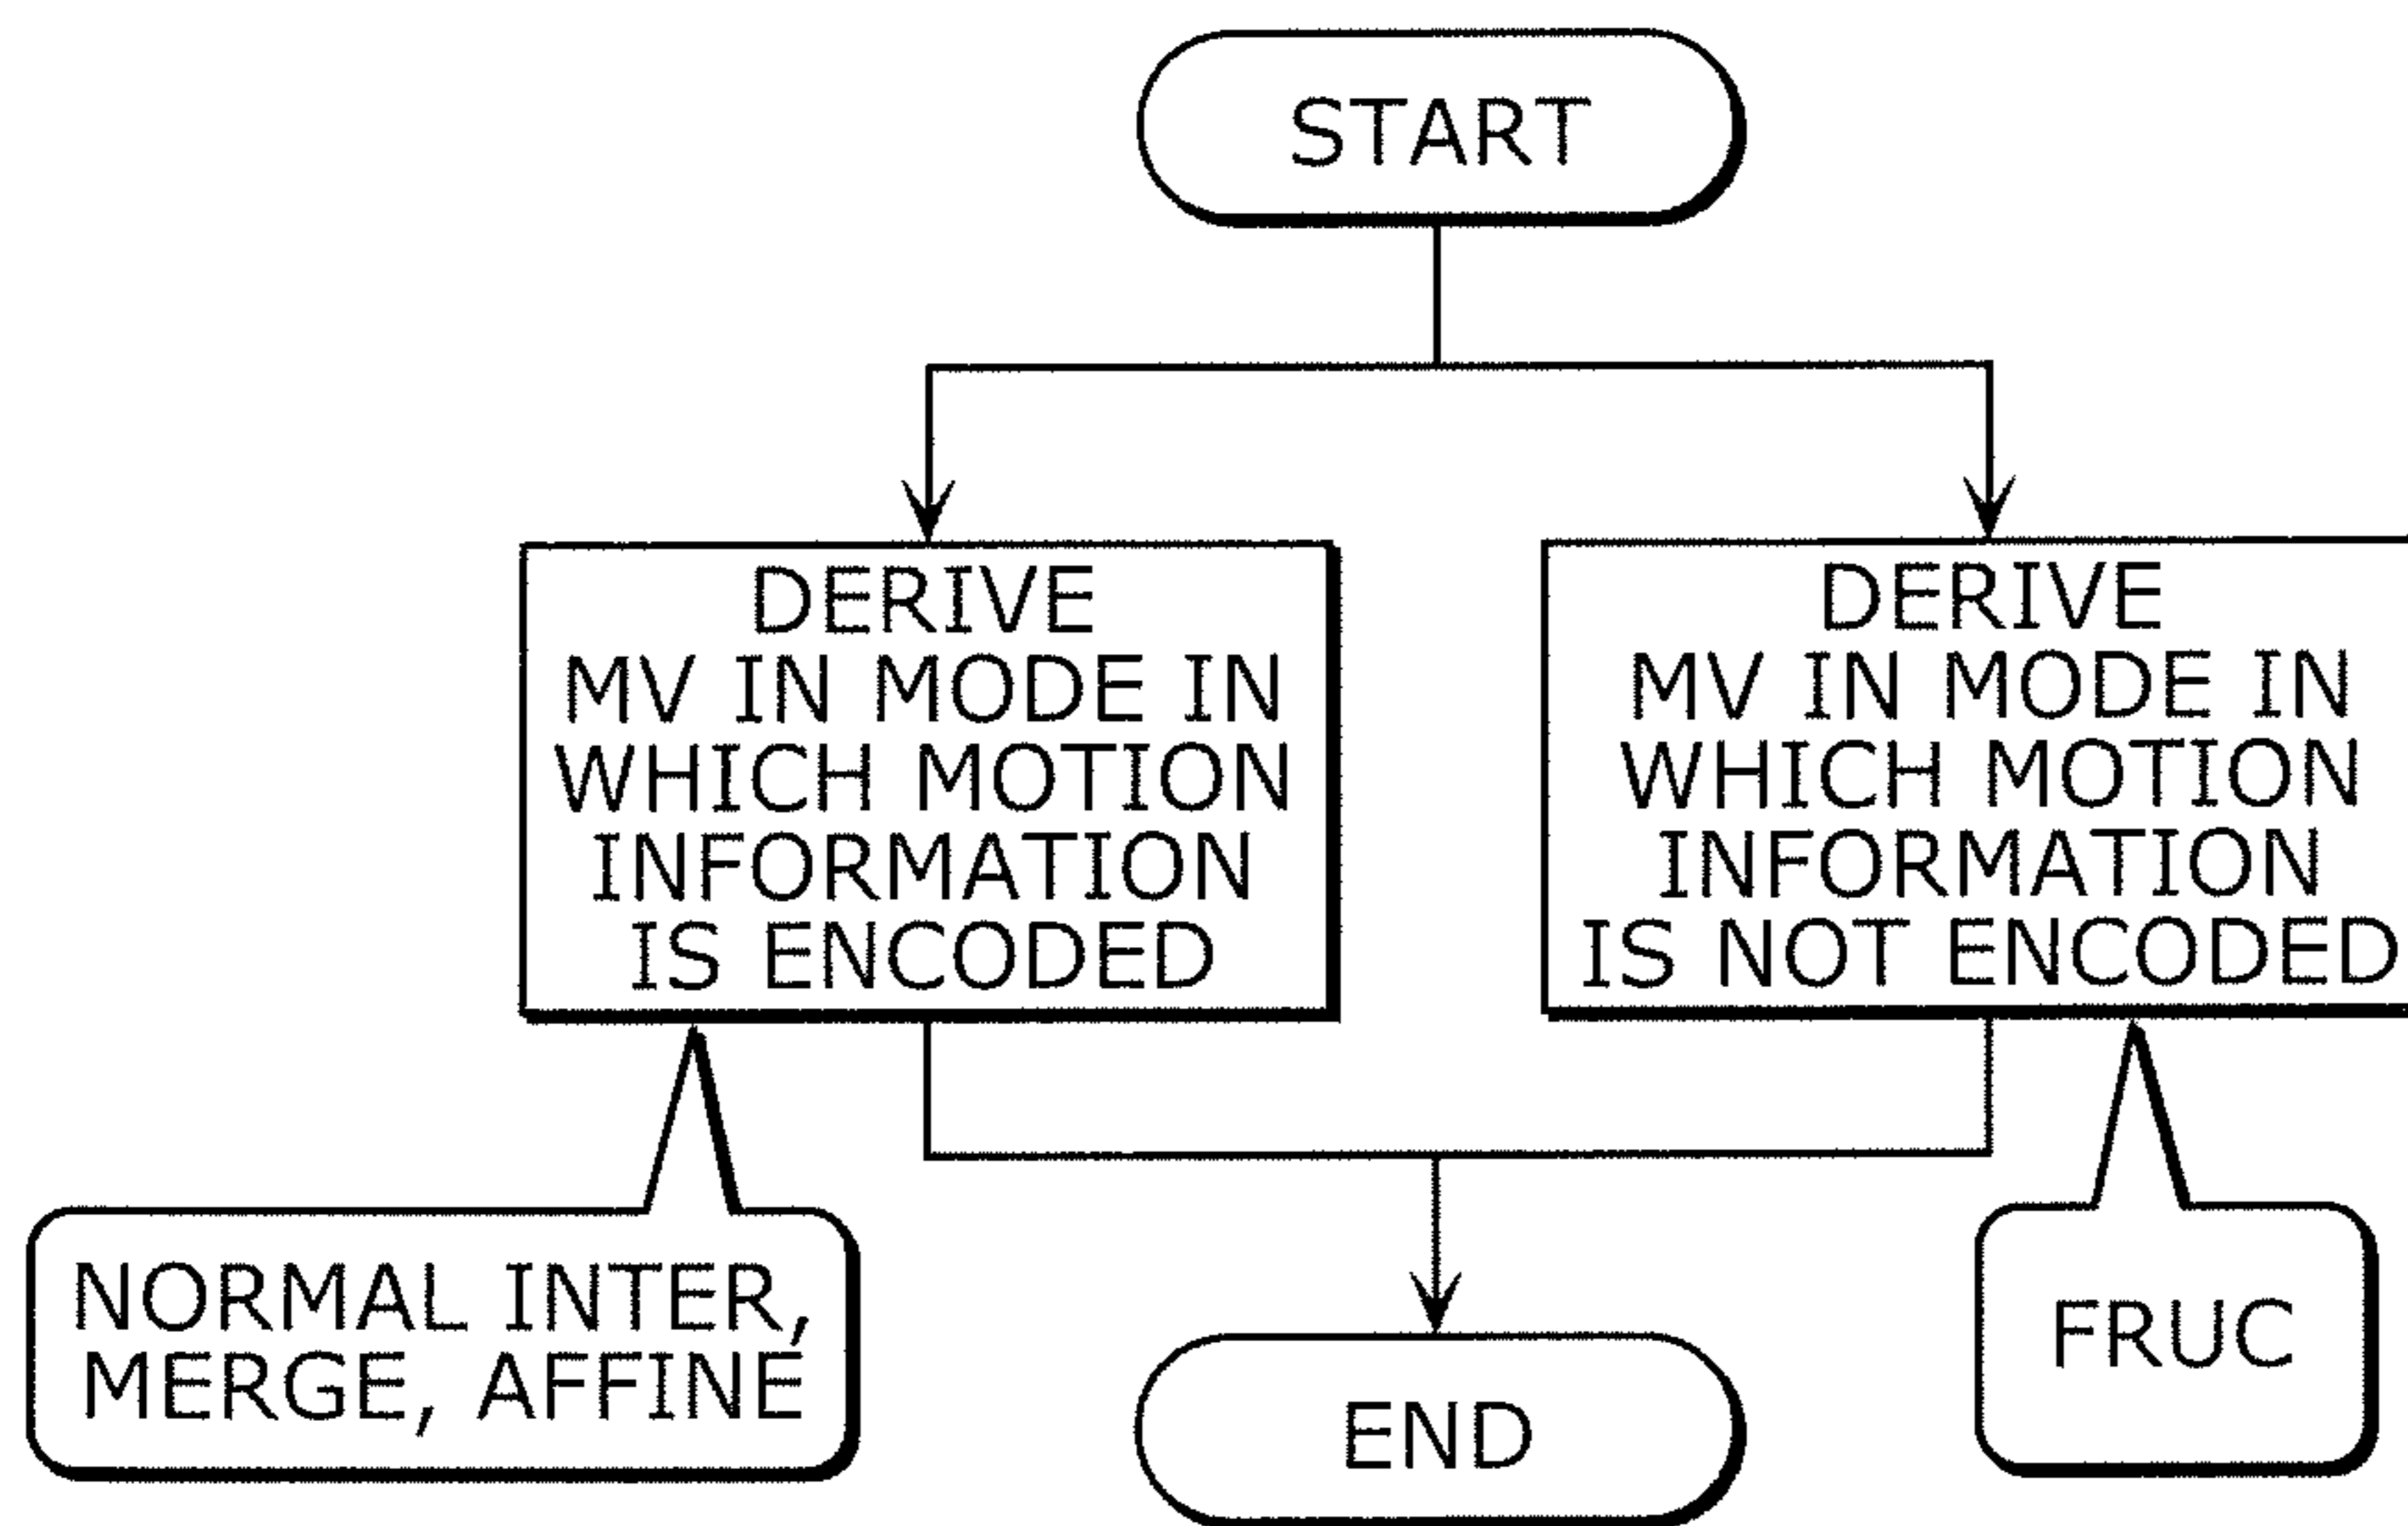 START
DERIVE
MV IN MODE IN
WHICH MOTION
INFORMATION
IS ENCODED
DERIVE
MV IN MODE IN
WHICH MOTION
INFORMATION
IS NOT ENCODED
NORMAL INTER,
MERGE, AFFINE
FRUC
END